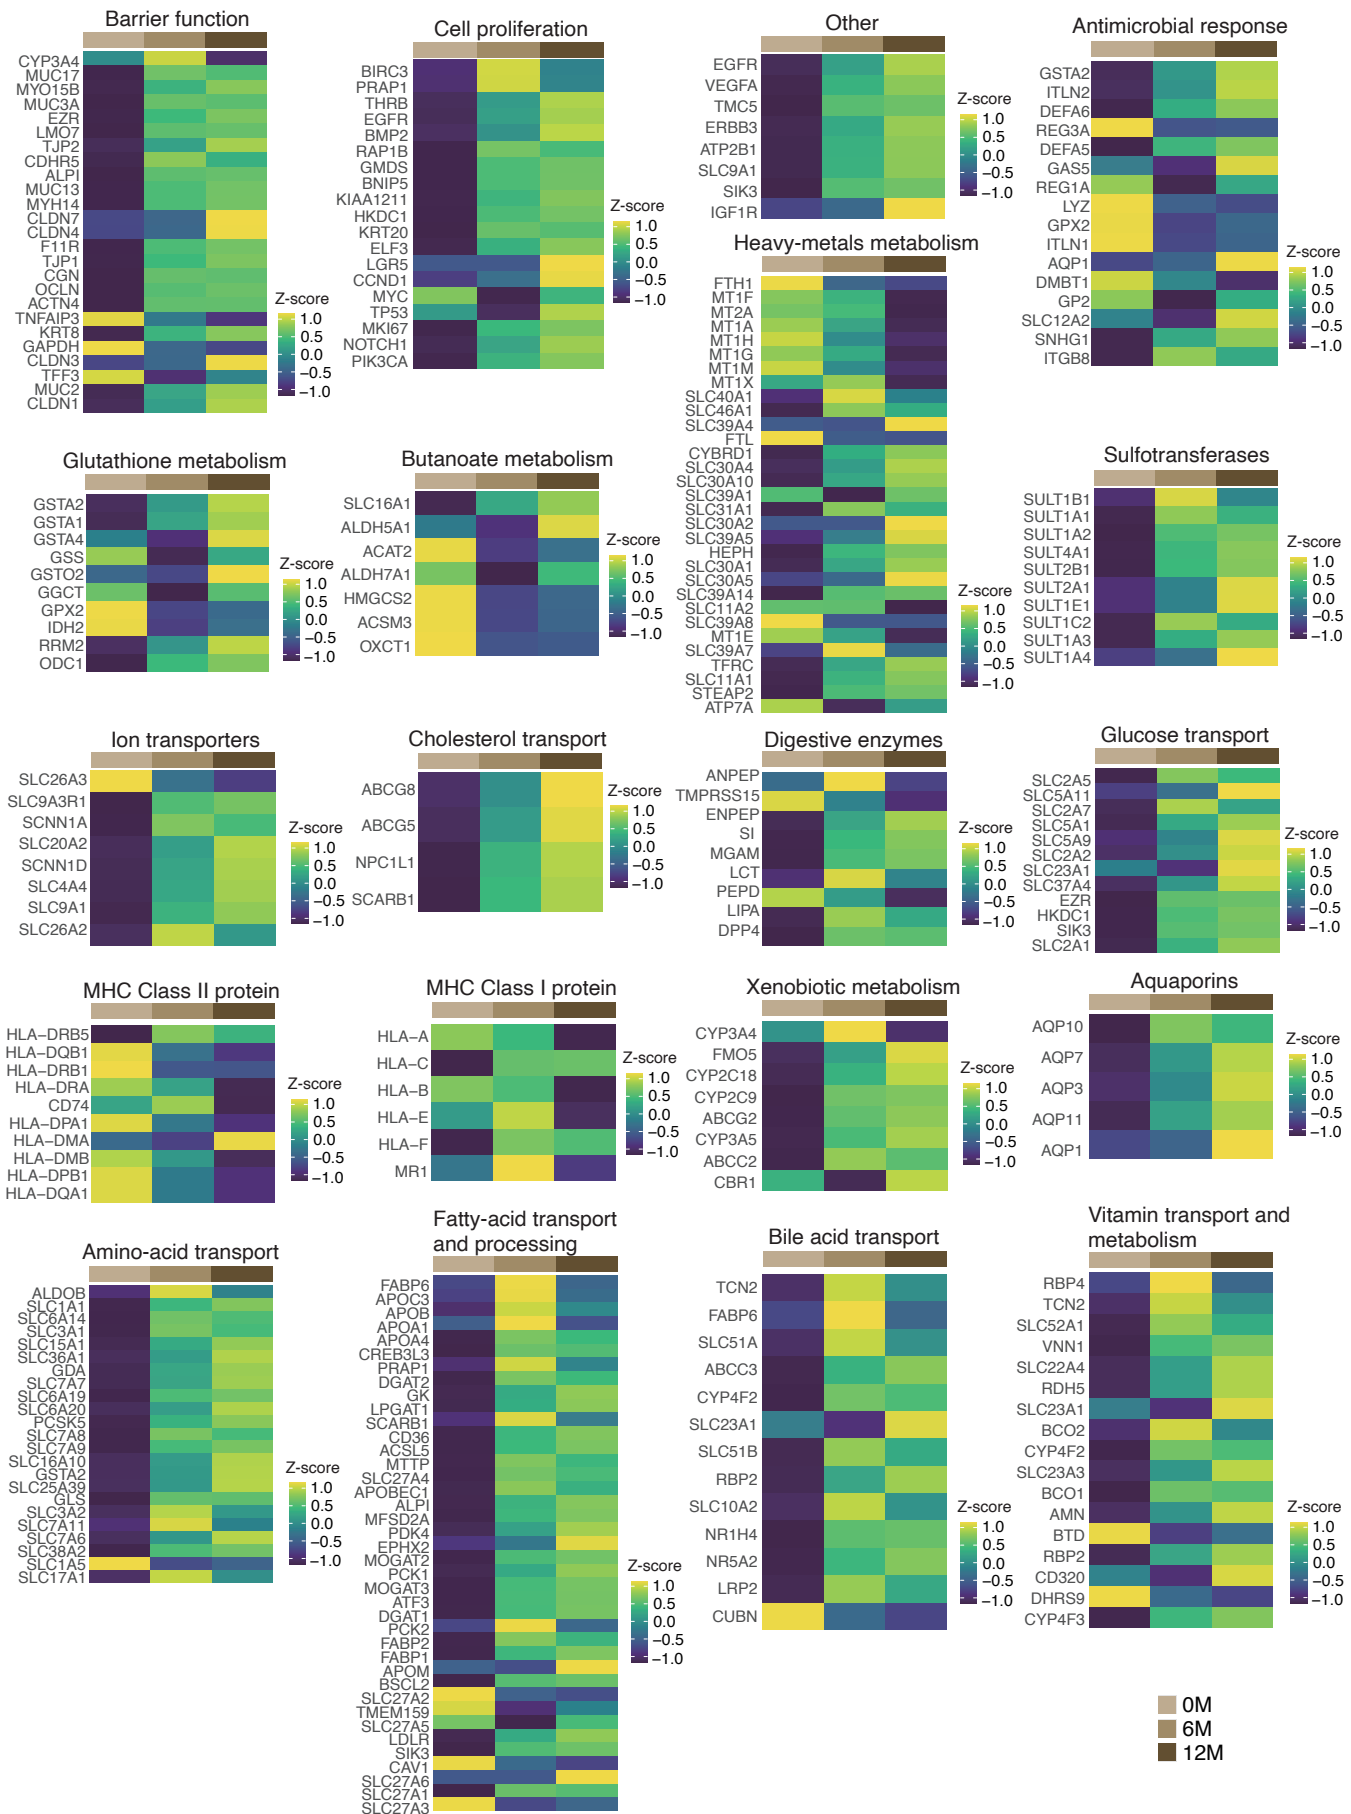 Barrier function
CYP3A4
MUC17
MYO15B
MUC3A
EZR
LMO7
TJP2
CDHR5
ALPI
MUC13
MYH14
CLDN7
CLDN4
F11R
TJP1
CGN
OCLN
ACTN4
TNFAIP3
KRT8
GAPDH
CLDN3
TFF3
MUC2
CLDN1
Z-score
1.0
0.5
0.0
−0.5
−1.0
Cell proliferation
BIRC3
PRAP1
THRB
EGFR
BMP2
RAP1B
GMDS
BNIP5
KIAA1211
HKDC1
KRT20
ELF3
LGR5
CCND1
MYC
TP53
MKI67
NOTCH1
PIK3CA
Z-score
1.0
0.5
0.0
−0.5
−1.0
Other
EGFR
VEGFA
TMC5
ERBB3
ATP2B1
SLC9A1
SIK3
IGF1R
Z-score
1.0
0.5
0.0
−0.5
−1.0
Antimicrobial response
GSTA2
ITLN2
DEFA6
REG3A
DEFA5
GAS5
REG1A
LYZ
GPX2
ITLN1
AQP1
DMBT1
GP2
SLC12A2
SNHG1
ITGB8
Z-score
1.0
0.5
0.0
−0.5
−1.0
Heavy-metals metabolism
FTH1
MT1F
MT2A
MT1A
MT1H
MT1G
MT1M
MT1X
SLC40A1
SLC46A1
SLC39A4
FTL
CYBRD1
SLC30A4
SLC30A10
SLC39A1
SLC31A1
SLC30A2
SLC39A5
HEPH
SLC30A1
SLC30A5
SLC39A14
SLC11A2
SLC39A8
MT1E
SLC39A7
TFRC
SLC11A1
STEAP2
ATP7A
Z-score
1.0
0.5
0.0
−0.5
−1.0
Glutathione metabolism
GSTA2
GSTA1
GSTA4
GSS
GSTO2
GGCT
GPX2
IDH2
RRM2
ODC1
Z-score
1.0
0.5
0.0
−0.5
−1.0
Butanoate metabolism
SLC16A1
ALDH5A1
ACAT2
ALDH7A1
HMGCS2
ACSM3
OXCT1
Z-score
1.0
0.5
0.0
−0.5
−1.0
Sulfotransferases
SULT1B1
SULT1A1
SULT1A2
SULT4A1
SULT2B1
SULT2A1
SULT1E1
SULT1C2
SULT1A3
SULT1A4
Z-score
1.0
0.5
0.0
−0.5
−1.0
Ion transporters
SLC26A3
SLC9A3R1
SCNN1A
SLC20A2
SCNN1D
SLC4A4
SLC9A1
SLC26A2
Z-score
1.0
0.5
0.0
−0.5
−1.0
Cholesterol transport
ABCG8
ABCG5
NPC1L1
SCARB1
Z-score
1.0
0.5
0.0
−0.5
−1.0
Digestive enzymes
ANPEP
TMPRSS15
ENPEP
SI
MGAM
LCT
PEPD
LIPA
DPP4
Z-score
1.0
0.5
0.0
−0.5
−1.0
Glucose transport
SLC2A5
SLC5A11
SLC2A7
SLC5A1
SLC5A9
SLC2A2
SLC23A1
SLC37A4
EZR
HKDC1
SIK3
SLC2A1
Z-score
1.0
0.5
0.0
−0.5
−1.0
MHC Class II protein
HLA−DRB5
HLA−DQB1
HLA−DRB1
HLA−DRA
CD74
HLA−DPA1
HLA−DMA
HLA−DMB
HLA−DPB1
HLA−DQA1
Z-score
1.0
0.5
0.0
−0.5
−1.0
MHC Class I protein
HLA−A
HLA−C
HLA−B
HLA−E
HLA−F
MR1
Z-score
1.0
0.5
0.0
−0.5
−1.0
Xenobiotic metabolism
CYP3A4
FMO5
CYP2C18
CYP2C9
ABCG2
CYP3A5
ABCC2
CBR1
Z-score
1.0
0.5
0.0
−0.5
−1.0
Aquaporins
AQP10
AQP7
AQP3
AQP11
AQP1
Z-score
1.0
0.5
0.0
−0.5
−1.0
Amino-acid transport
ALDOB
SLC1A1
SLC6A14
SLC3A1
SLC15A1
SLC36A1
GDA
SLC7A7
SLC6A19
SLC6A20
PCSK5
SLC7A8
SLC7A9
SLC16A10
GSTA2
SLC25A39
GLS
SLC3A2
SLC7A11
SLC7A6
SLC38A2
SLC1A5
SLC17A1
Z-score
1.0
0.5
0.0
−0.5
−1.0
Fatty-acid transport
and processing
FABP6
APOC3
APOB
APOA1
APOA4
CREB3L3
PRAP1
DGAT2
GK
LPGAT1
SCARB1
CD36
ACSL5
MTTP
SLC27A4
APOBEC1
ALPI
MFSD2A
PDK4
EPHX2
MOGAT2
PCK1
MOGAT3
ATF3
DGAT1
PCK2
FABP2
FABP1
APOM
BSCL2
SLC27A2
TMEM159
SLC27A5
LDLR
SIK3
CAV1
SLC27A6
SLC27A1
SLC27A3
Z-score
1.0
0.5
0.0
−0.5
−1.0
Bile acid transport
TCN2
FABP6
SLC51A
ABCC3
CYP4F2
SLC23A1
SLC51B
RBP2
SLC10A2
NR1H4
NR5A2
LRP2
CUBN
Z-score
1.0
0.5
0.0
−0.5
−1.0
Vitamin transport and
metabolism
RBP4
TCN2
SLC52A1
VNN1
SLC22A4
RDH5
SLC23A1
BCO2
CYP4F2
SLC23A3
BCO1
AMN
BTD
RBP2
CD320
DHRS9
CYP4F3
Z-score
1.0
0.5
0.0
−0.5
−1.0
0M
6M
12M